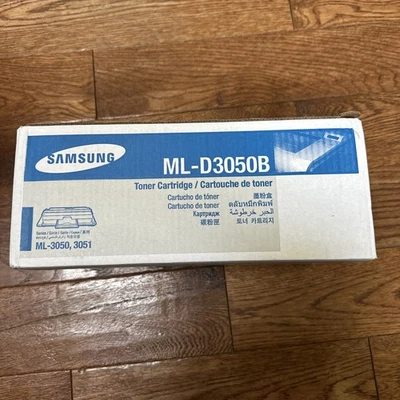 SAMSUNG
ML-D3050B
Toner Cartridge / Cartouche de toner
Cartucho de tóner
Cartucho de toner
Картридж
碳粉匣
墨粉盒
ตลับหมึกพิมพ์
الحبر خرطوشة
토너 카트리지
ML-3050, 3051